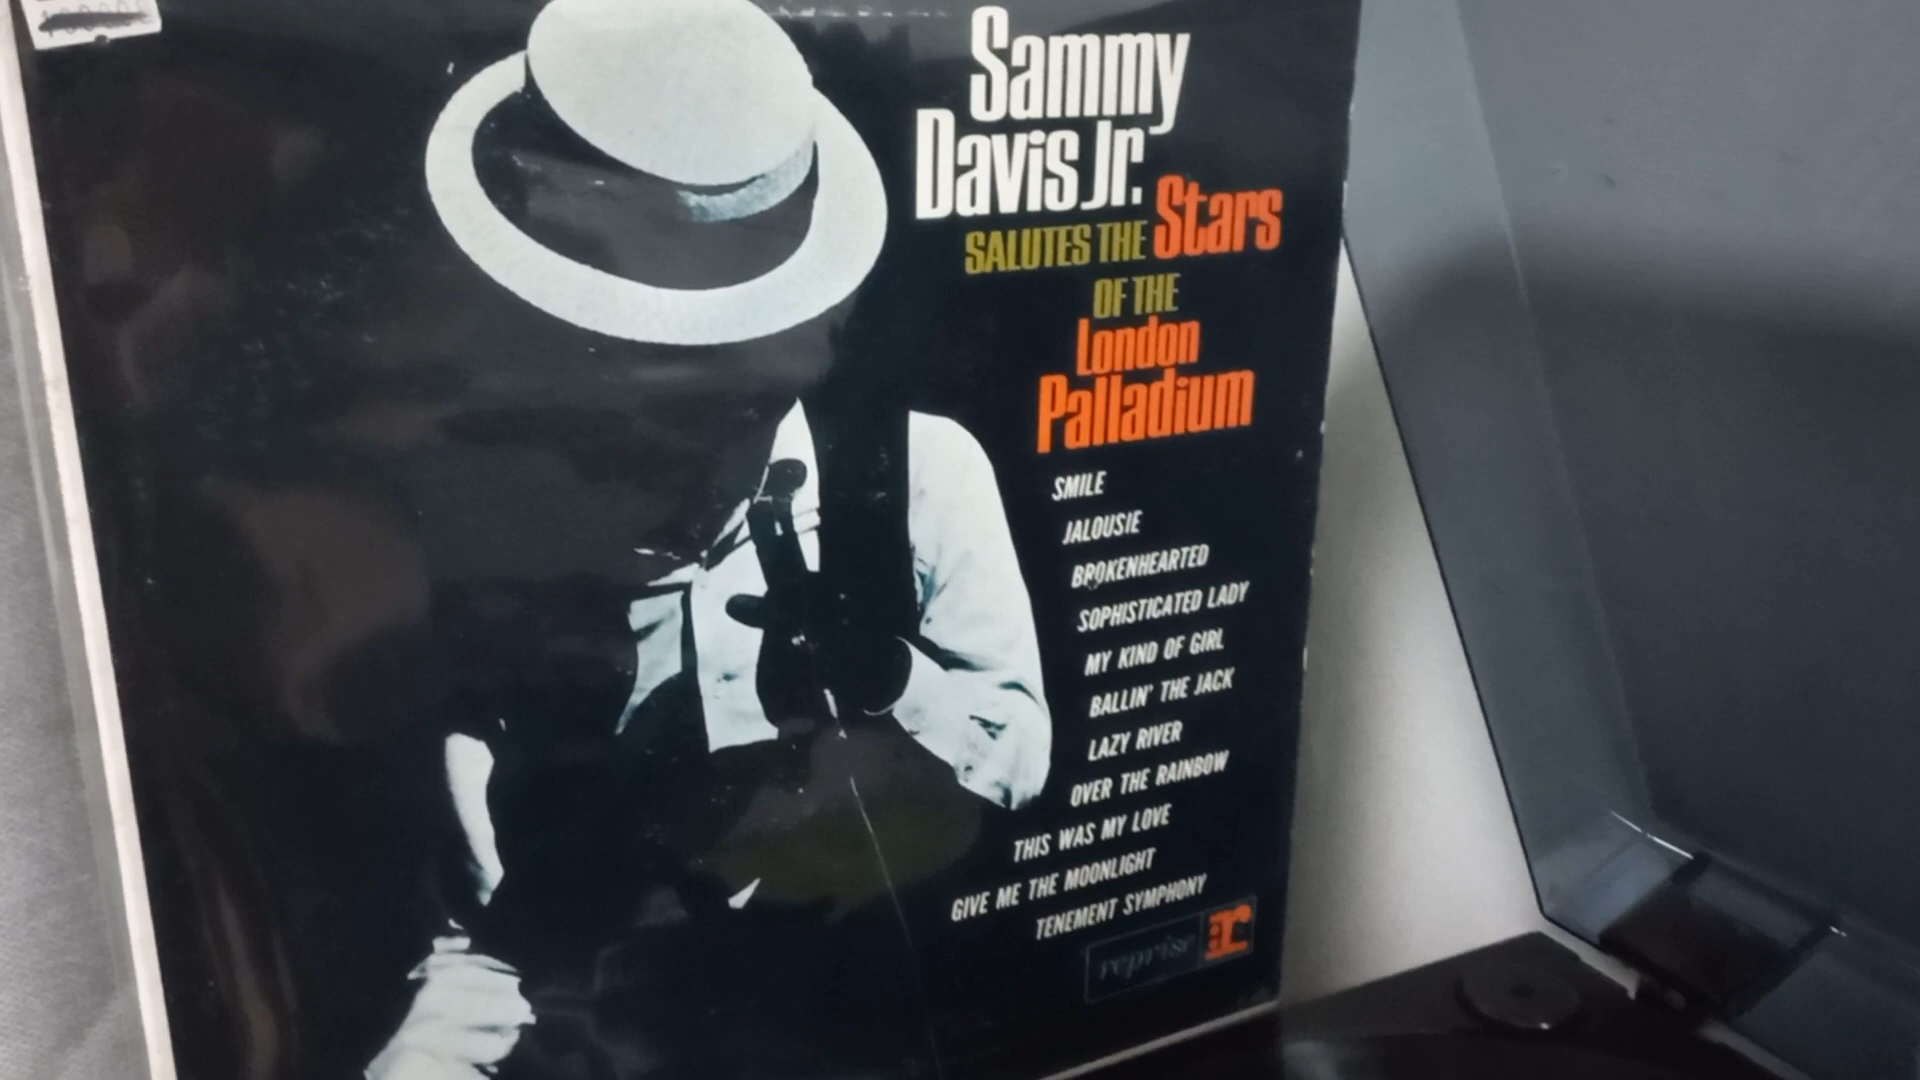 Sammy
Davis Jr.
SALUTES THE Stars
OF THE
London
Palladium
SMILE
JALOUSIE
BROKENHEARTED
SOPHISTICATED LADY
MY KIND OF GIRL
BALLIN' THE JACK
LAZY RIVER
OVER THE RAINBOW
THIS WAS MY LOVE
GIVE ME THE MOONLIGHT
TENEMENT SYMPHONY
reprise r: